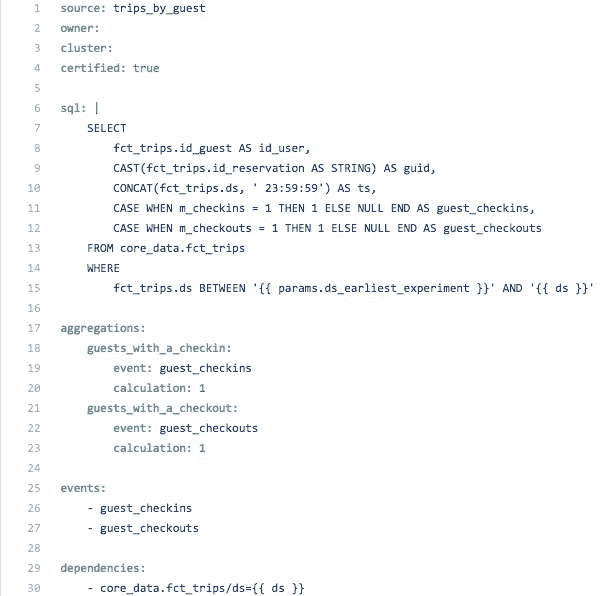 1 source: trips_by_guest
2 owner:
3 cluster:
4 certified: true
5
6 sql: |
7 SELECT
8 fct_trips.id_guest AS id_user,
9 CAST(fct_trips.id_reservation AS STRING) AS guid,
10 CONCAT(fct_trips.ds, ' 23:59:59') AS ts,
11 CASE WHEN m_checkins = 1 THEN 1 ELSE NULL END AS guest_checkins,
12 CASE WHEN m_checkouts = 1 THEN 1 ELSE NULL END AS guest_checkouts
13 FROM core_data.fct_trips
14 WHERE
15 fct_trips.ds BETWEEN '{{ params.ds_earliest_experiment }}' AND '{{ ds }}'
16
17 aggregations:
18 guests_with_a_checkin:
19 event: guest_checkins
20 calculation: 1
21 guests_with_a_checkout:
22 event: guest_checkouts
23 calculation: 1
24
25 events:
26 - guest_checkins
27 - guest_checkouts
28
29 dependencies:
30 - core_data.fct_trips/ds={{ ds }}